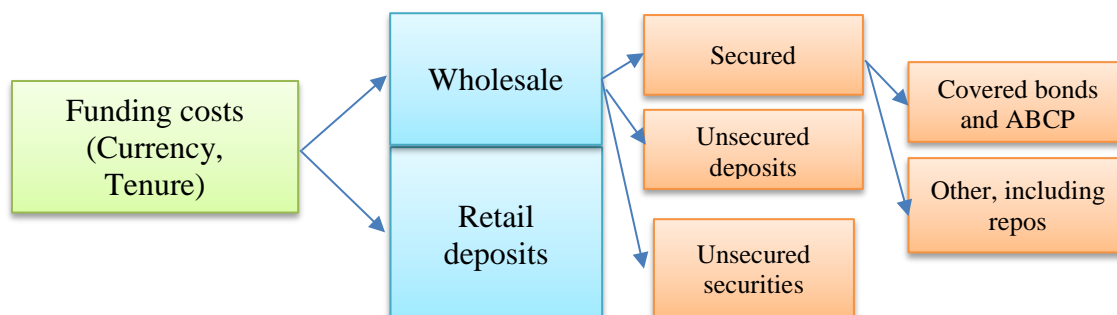 Funding costs
(Currency,
Tenure)
Wholesale
Retail
deposits
Secured
Unsecured
deposits
Unsecured
securities
Covered bonds
and ABCP
Other, including
repos